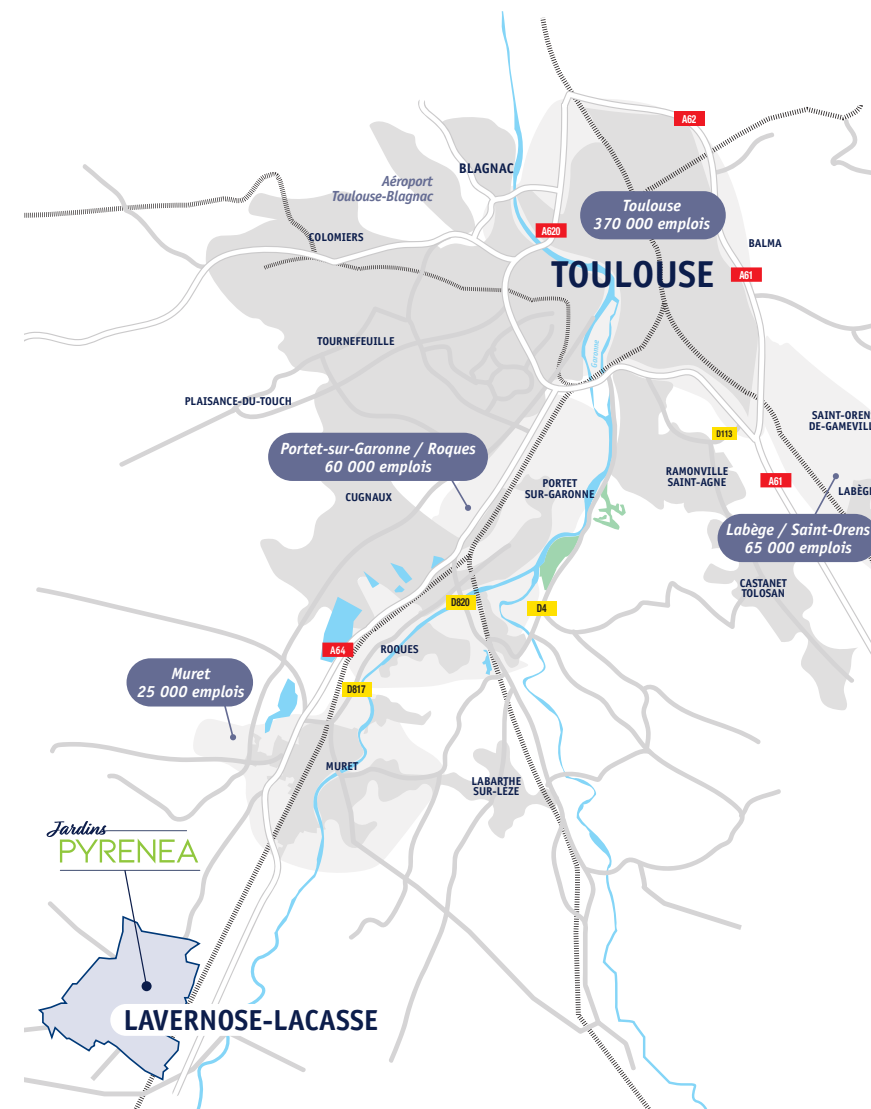 A62
BLAGNAC
Aéroport
Toulouse-Blagnac
Toulouse
370 000 emplois
A620
COLOMIERS
BALMA
TOULOUSE
A61
TOURNEFEUILLE
Garonne
PLAISANCE-DU-TOUCH
SAINT-OREN
DE-GAMEVILL
D113
Portet-sur-Garonne / Roques
60 000 emplois
RAMONVILLE
SAINT-AGNE
A61
PORTET
SUR-GARONNE
CUGNAUX
LABÈGE
Labège / Saint-Orens
65 000 emplois
CASTANET
TOLOSAN
D820
D4
A64
ROQUES
Muret
25 000 emplois
D817
MURET
LABARTHE
SUR-LÈZE
Jardins
PYRENEA
LAVERNOSE-LACASSE